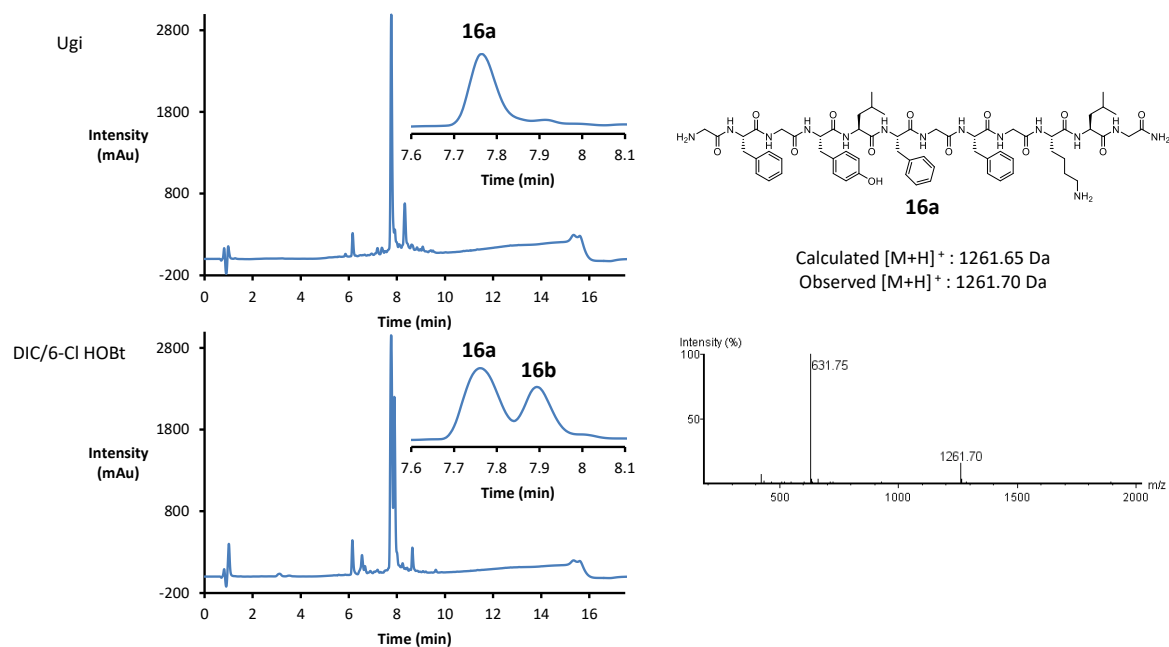 Ugi
2800
1800
800
-200
Intensity
(mAu)
0 2 4 6 8 10 12 14 16
Time (min)
16a
7.6 7.7 7.8 7.9 8 8.1
Time (min)
DIC/6-Cl HOBt
2800
1800
800
-200
Intensity
(mAu)
0 2 4 6 8 10 12 14 16
Time (min)
16a 16b
7.6 7.7 7.8 7.9 8 8.1
Time (min)
H2N O H N O H N O H N O H N O H N O H N O H N O H N O H N O H N O H N O NH2
OH
NH2
16a
Calculated [M+H]+ : 1261.65 Da
Observed [M+H]+ : 1261.70 Da
Intensity (%)
100
50
631.75
1261.70
500 1000 1500 2000
m/z